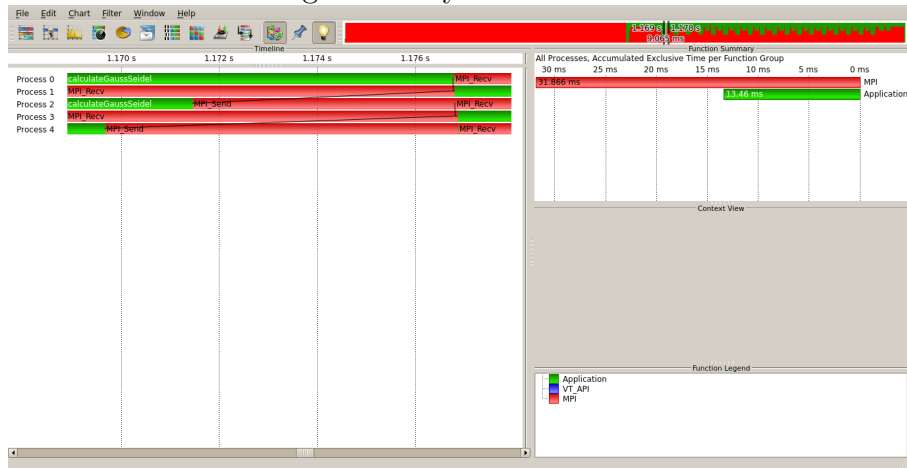 File Edit Chart Filter Window Help
1.169 s 1.178 s
9.065 ms
Timeline
1.170 s 1.172 s 1.174 s 1.176 s
Process 0 calculateGaussSeidel MPI_Recv
Process 1 MPI_Recv
Process 2 calculateGaussSeidel MPI_Send MPI_Recv
Process 3 MPI_Recv
Process 4 MPI_Send MPI_Recv
Function Summary
All Processes, Accumulated Exclusive Time per Function Group
30 ms 25 ms 20 ms 15 ms 10 ms 5 ms 0 ms
31.866 ms MPI
13.46 ms Application
Context View
Function Legend
Application
VT_API
MPI